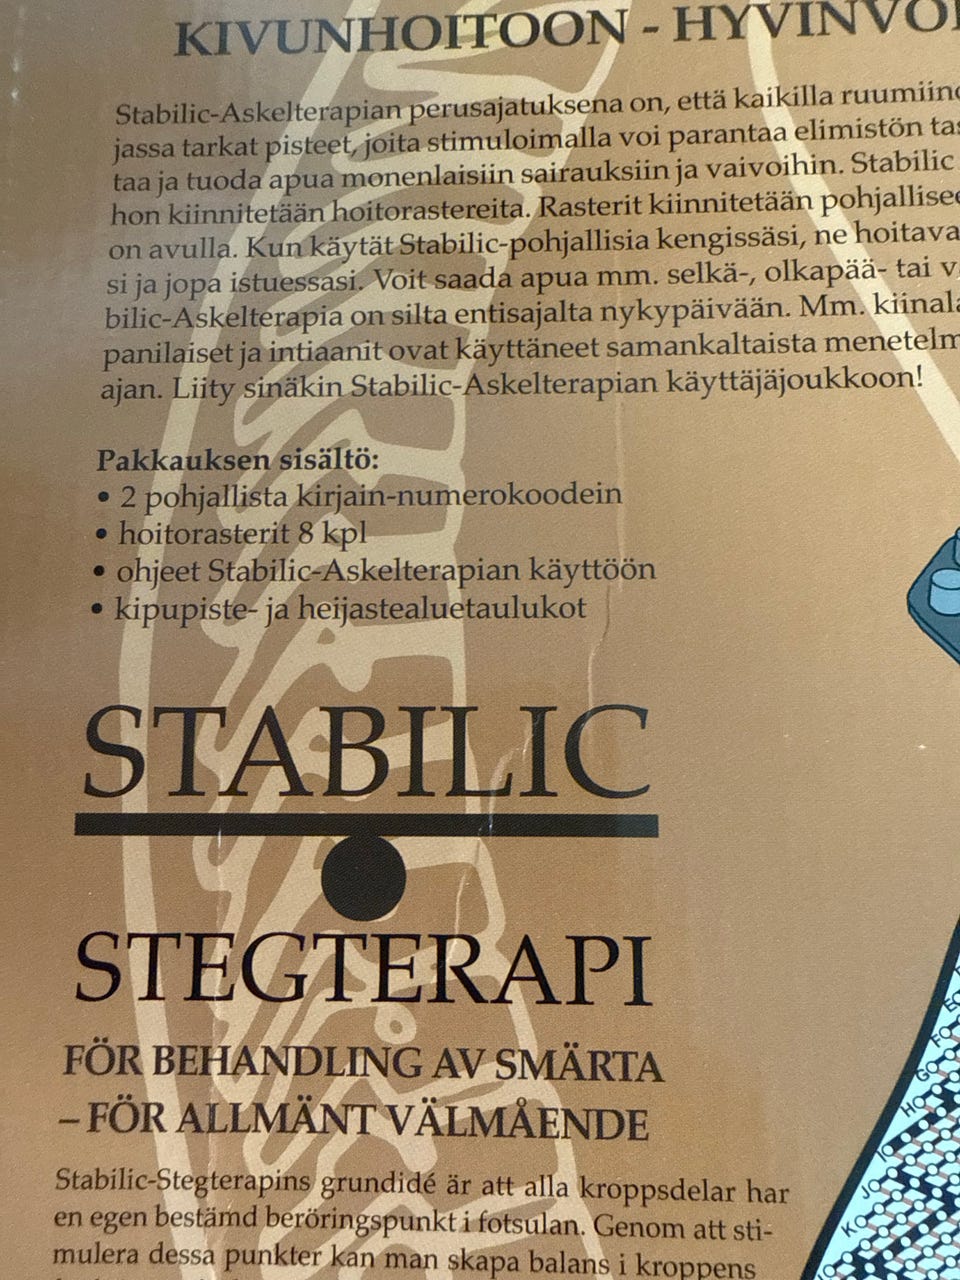 KIVUNHOITOON - HYVINVO
Stabilic-Askelterapian perusajatuksena on, että kaikilla ruumiino
jassa tarkat pisteet, joita stimuloimalla voi parantaa elimistön tas
taa ja tuoda apua monenlaisiin sairauksiin ja vaivoihin. Stabilic
hon kiinnitetään hoitorastereita. Rasterit kiinnitetään pohjallisee
on avulla. Kun käytät Stabilic-pohjallisia kengissäsi, ne hoitava
si ja jopa istuessasi. Voit saada apua mm. selkä-, olkapää- tai v
bilic-Askelterapia on silta entisajalta nykypäivään. Mm. kiinala
panilaiset ja intiaanit ovat käyttäneet samankaltaista menetelm
ajan. Liity sinäkin Stabilic-Askelterapian käyttäjäjoukkoon!
Pakkauksen sisältö:
• 2 pohjallista kirjain-numerokoodein
• hoitorasterit 8 kpl
• ohjeet Stabilic-Askelterapian käyttöön
• kipupiste- ja heijastealuetaulukot
STABILIC
STEGTERAPI
FÖR BEHANDLING AV SMÄRTA
– FÖR ALLMÄNT VÄLMÅENDE
Stabilic-Stegterapins grundidé är att alla kroppsdelar har
en egen bestämd beröringspunkt i fotsulan. Genom att sti-
mulera dessa punkter kan man skapa balans i kroppens
E
F
G
H
I
J
K